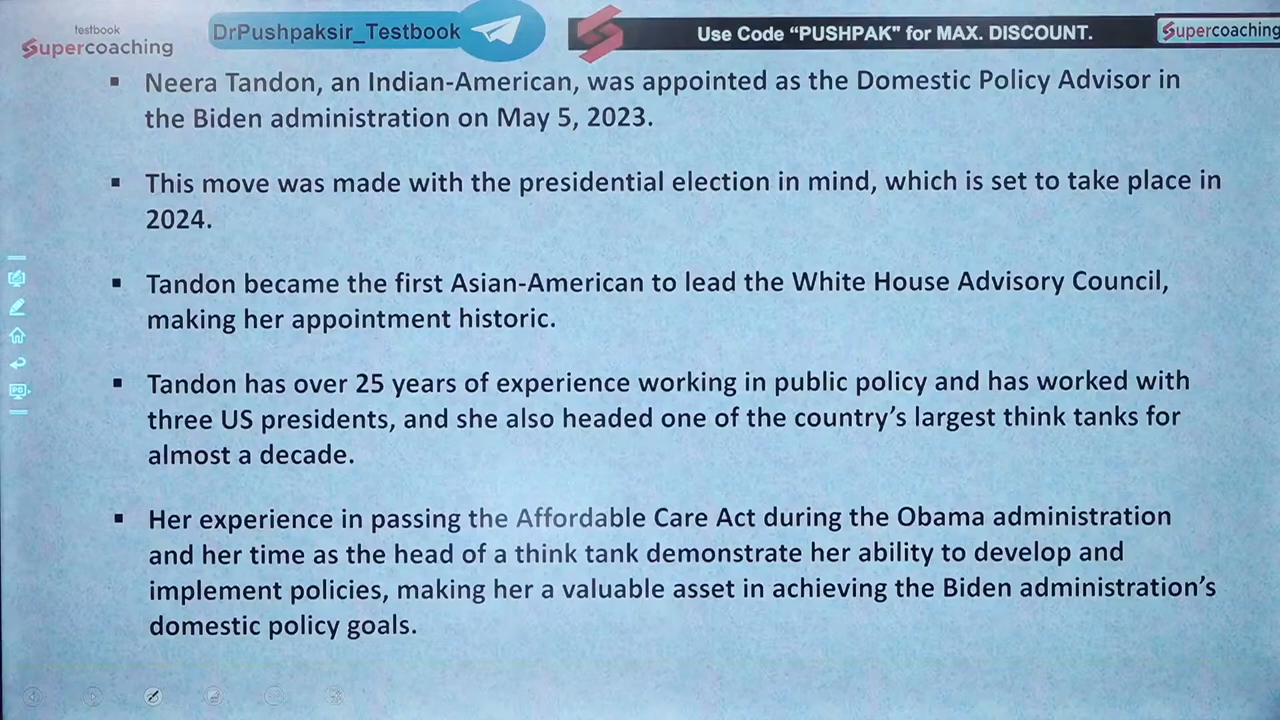 testbook
Supercoaching
DrPushpaksir_Testbook
Use Code “PUSHPAK” for MAX. DISCOUNT.
Supercoaching
▪ Neera Tandon, an Indian-American, was appointed as the Domestic Policy Advisor in
the Biden administration on May 5, 2023.
▪ This move was made with the presidential election in mind, which is set to take place in
2024.
▪ Tandon became the first Asian-American to lead the White House Advisory Council,
making her appointment historic.
▪ Tandon has over 25 years of experience working in public policy and has worked with
three US presidents, and she also headed one of the country’s largest think tanks for
almost a decade.
▪ Her experience in passing the Affordable Care Act during the Obama administration
and her time as the head of a think tank demonstrate her ability to develop and
implement policies, making her a valuable asset in achieving the Biden administration’s
domestic policy goals.